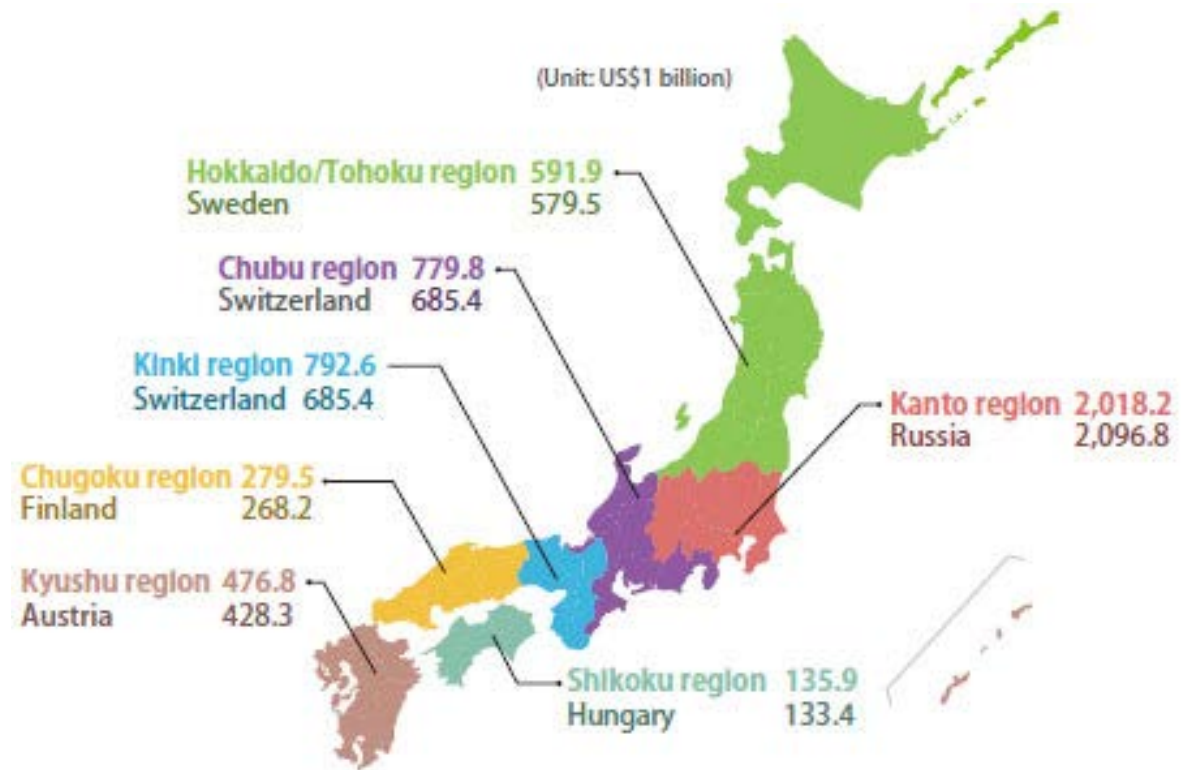 (Unit: US$1 billion)
Hokkaido/Tohoku region 591.9
Sweden 579.5
Chubu region 779.8
Switzerland 685.4
Kinki region 792.6
Switzerland 685.4
Kanto region 2,018.2
Russia 2,096.8
Chugoku region 279.5
Finland 268.2
Kyushu region 476.8
Austria 428.3
Shikoku region 135.9
Hungary 133.4